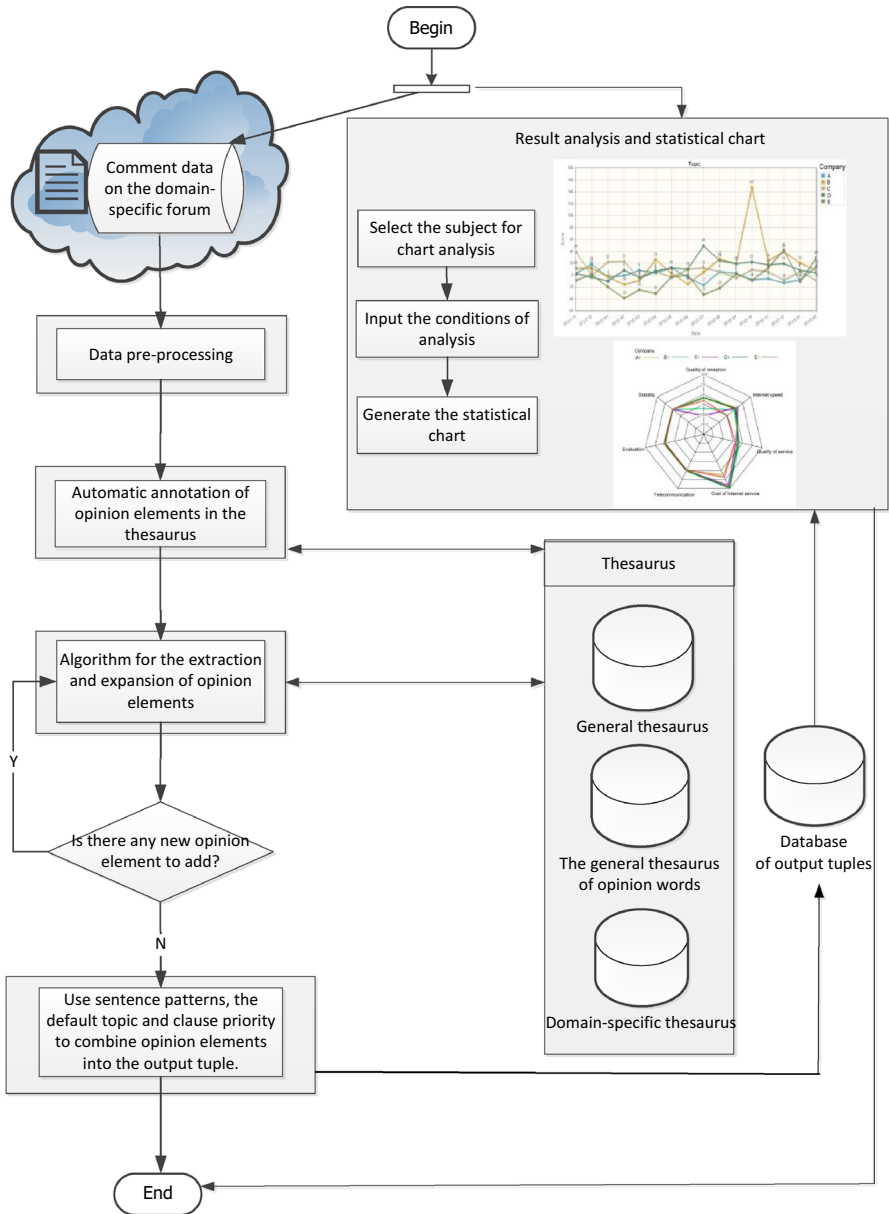 Begin
Comment data
on the domain-
specific forum
Data pre-processing
Automatic annotation of
opinion elements in the
thesaurus
Algorithm for the extraction
and expansion of opinion
elements
Y
Is there any new opinion
element to add?
N
Use sentence patterns, the
default topic and clause priority
to combine opinion elements
into the output tuple.
End
Result analysis and statistical chart
Select the subject for
chart analysis
Input the conditions of
analysis
Generate the statistical
chart
Topic
Company
A
B
C
D
E
Date
Company
Quality of reception
Internet speed
Quality of service
Cost of Internet service
Telecommunication
Evaluation
Stability
Thesaurus
General thesaurus
The general thesaurus
of opinion words
Domain-specific thesaurus
Database
of output tuples